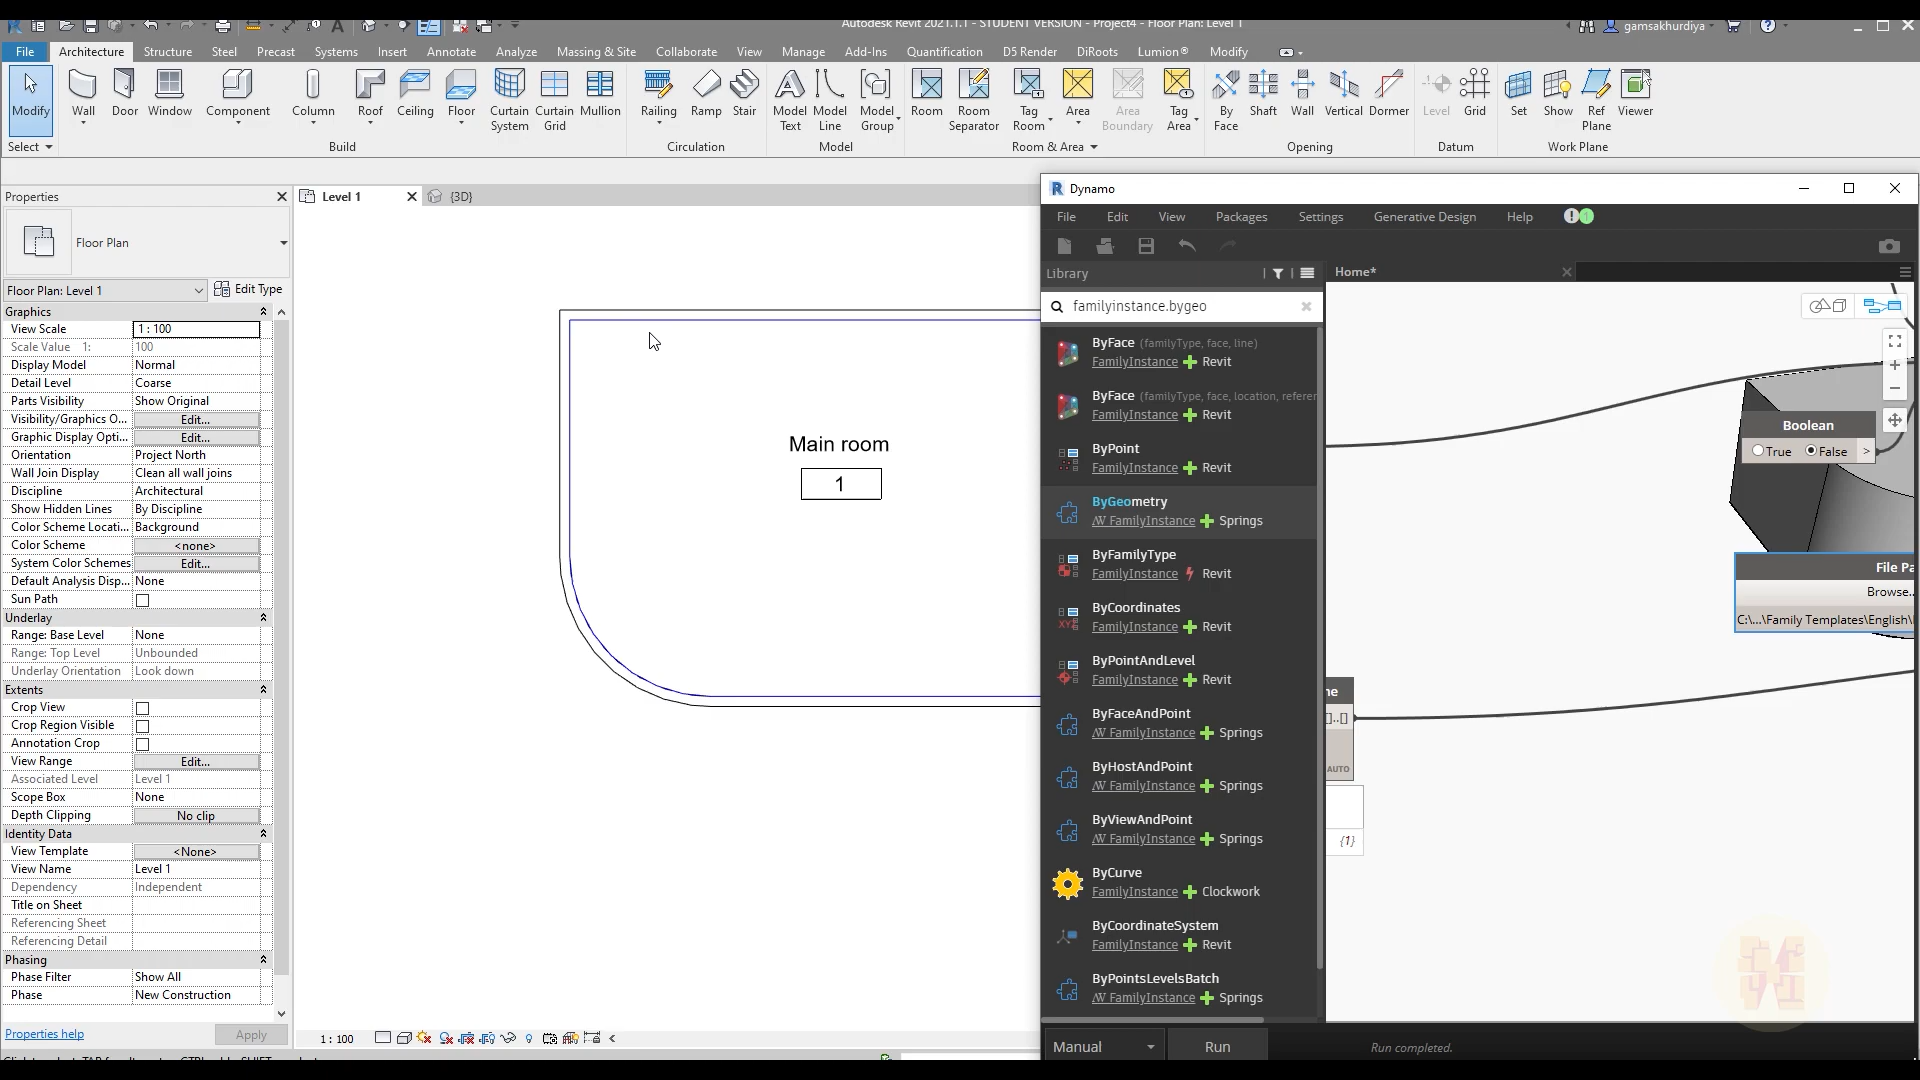 Autodesk Revit 2021.1.1 - STUDENT VERSION - Project4 - Floor Plan: Level 1
gamsakhurdiya
File Architecture Structure Steel Precast Systems Insert Annotate Analyze Massing & Site Collaborate View Manage Add-Ins Quantification D5 Render DiRoots Lumion® Modify
Modify Wall Door Window Component Column Roof Ceiling Floor Curtain System Curtain Grid Mullion Railing Ramp Stair Model Text Model Line Model Group Room Room Separator Tag Room Area Area Boundary Tag Area By Face Shaft Wall Vertical Dormer Level Grid Set Show Ref Plane Viewer
Select Build Circulation Model Room & Area Opening Datum Work Plane
Properties
Floor Plan
Floor Plan: Level 1 Edit Type
Graphics
View Scale 1 : 100
Scale Value 1: 100
Display Model Normal
Detail Level Coarse
Parts Visibility Show Original
Visibility/Graphics O... Edit...
Graphic Display Opti... Edit...
Orientation Project North
Wall Join Display Clean all wall joins
Discipline Architectural
Show Hidden Lines By Discipline
Color Scheme Locati... Background
Color Scheme <none>
System Color Schemes Edit...
Default Analysis Disp... None
Sun Path
Underlay
Range: Base Level None
Range: Top Level Unbounded
Underlay Orientation Look down
Extents
Crop View
Crop Region Visible
Annotation Crop
View Range Edit...
Associated Level Level 1
Scope Box None
Depth Clipping No clip
Identity Data
View Template <None>
View Name Level 1
Dependency Independent
Title on Sheet
Referencing Sheet
Referencing Detail
Phasing
Phase Filter Show All
Phase New Construction
Properties help Apply
Level 1 {3D}
Main room
1
1 : 100
Dynamo
File Edit View Packages Settings Generative Design Help 1
Library
Home*
familyinstance.bygeo
ByFace (familyType, face, line)
FamilyInstance Revit
ByFace (familyType, face, location, referer
FamilyInstance Revit
ByPoint
FamilyInstance Revit
ByGeometry
FamilyInstance Springs
ByFamilyType
FamilyInstance Revit
ByCoordinates
FamilyInstance Revit
ByPointAndLevel
FamilyInstance Revit
ByFaceAndPoint
FamilyInstance Springs
ByHostAndPoint
FamilyInstance Springs
ByViewAndPoint
FamilyInstance Springs
ByCurve
FamilyInstance Clockwork
ByCoordinateSystem
FamilyInstance Revit
ByPointsLevelsBatch
FamilyInstance Springs
Boolean
True False >
File Pa
Browse..
C:\...\Family Templates\English\
ne
[]..[]
AUTO
{1}
Manual Run Run completed.